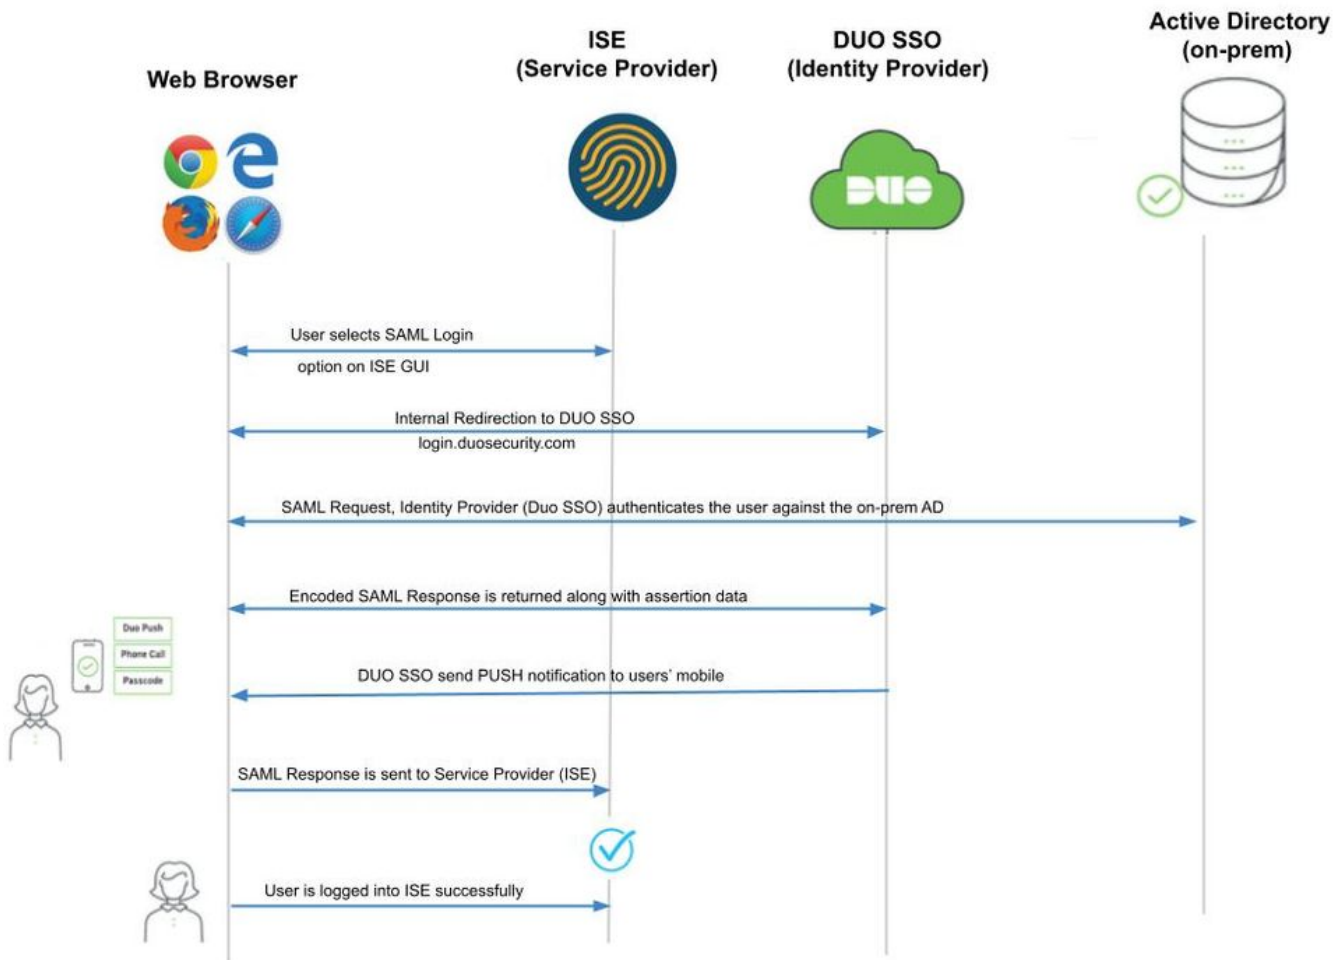 Active Directory
(on-prem)
ISE
(Service Provider)
DUO SSO
(Identity Provider)
Web Browser
DUO
User selects SAML Login
option on ISE GUI
Internal Redirection to DUO SSO
login.duosecurity.com
SAML Request, Identity Provider (Duo SSO) authenticates the user against the on-prem AD
Encoded SAML Response is returned along with assertion data
Duo Push
Phone Call
Passcode
DUO SSO send PUSH notification to users' mobile
SAML Response is sent to Service Provider (ISE)
User is logged into ISE successfully